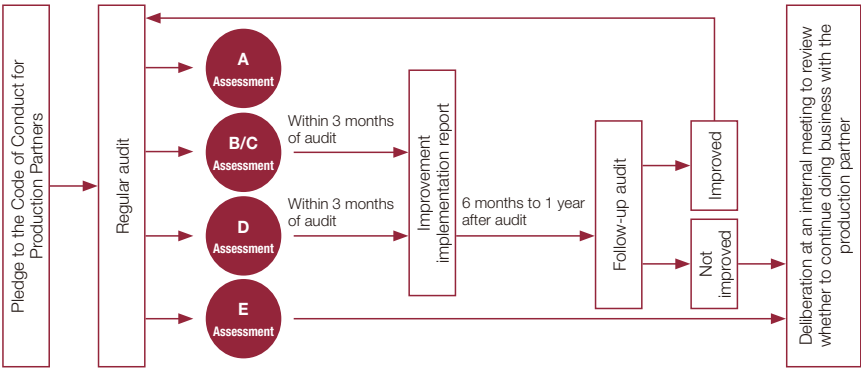 Pledge to the Code of Conduct for
Production Partners
Regular audit
A
Assessment
B/C
Assessment
D
Assessment
E
Assessment
Within 3 months
of audit
Within 3 months
of audit
Improvement
implementation report
6 months to 1 year
after audit
Follow-up audit
Improved
Not
improved
Deliberation at an internal meeting to review
whether to continue doing business with the
production partner